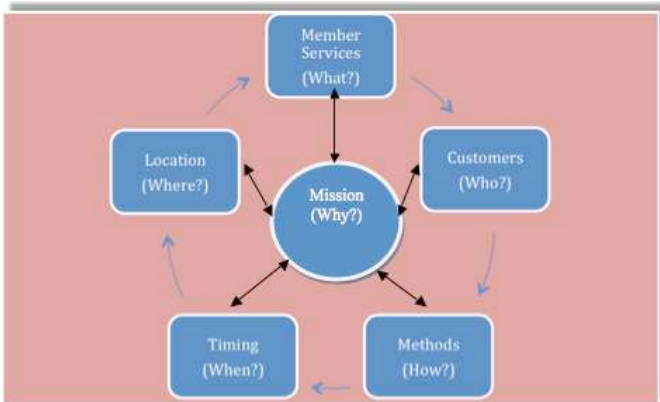 Member
Services
(What?)
Location
(Where?)
Customers
(Who?)
Mission
(Why?)
Timing
(When?)
Methods
(How?)